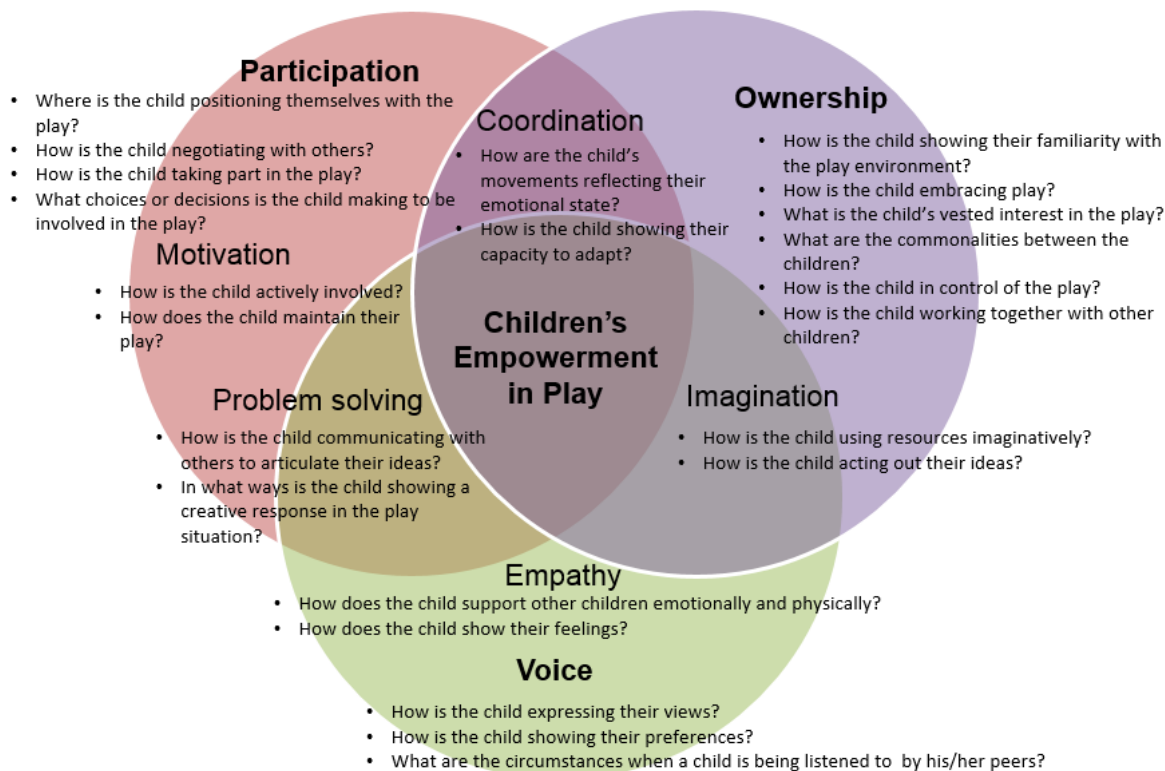 Participation
• Where is the child positioning themselves with the
play?
• How is the child negotiating with others?
• How is the child taking part in the play?
• What choices or decisions is the child making to be
involved in the play?
Motivation
• How is the child actively involved?
• How does the child maintain their
play?
Coordination
• How are the child’s
movements reflecting their
emotional state?
• How is the child showing their
capacity to adapt?
Ownership
• How is the child showing their familiarity with
the play environment?
• How is the child embracing play?
• What is the child’s vested interest in the play?
• What are the commonalities between the
children?
• How is the child in control of the play?
• How is the child working together with other
children?
Children’s
Empowerment
in Play
Problem solving
• How is the child communicating with
others to articulate their ideas?
• In what ways is the child showing a
creative response in the play
situation?
Imagination
• How is the child using resources imaginatively?
• How is the child acting out their ideas?
Empathy
• How does the child support other children emotionally and physically?
• How does the child show their feelings?
Voice
• How is the child expressing their views?
• How is the child showing their preferences?
• What are the circumstances when a child is being listened to by his/her peers?